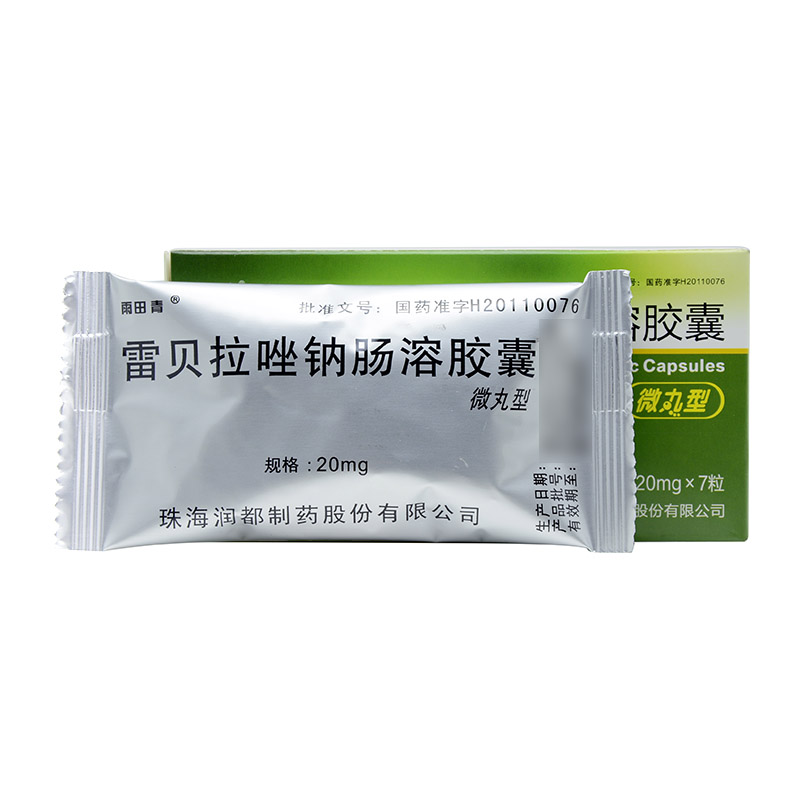 雨田青®
批准文号：国药准字H20110076
雷贝拉唑钠肠溶胶囊
微丸型
规格：20mg
珠海润都制药股份有限公司
生产日期：
产品批号：
有效期至：
号：国药准字H20110076
溶胶囊
c Capsules
微丸型
20mg×7粒
股份有限公司